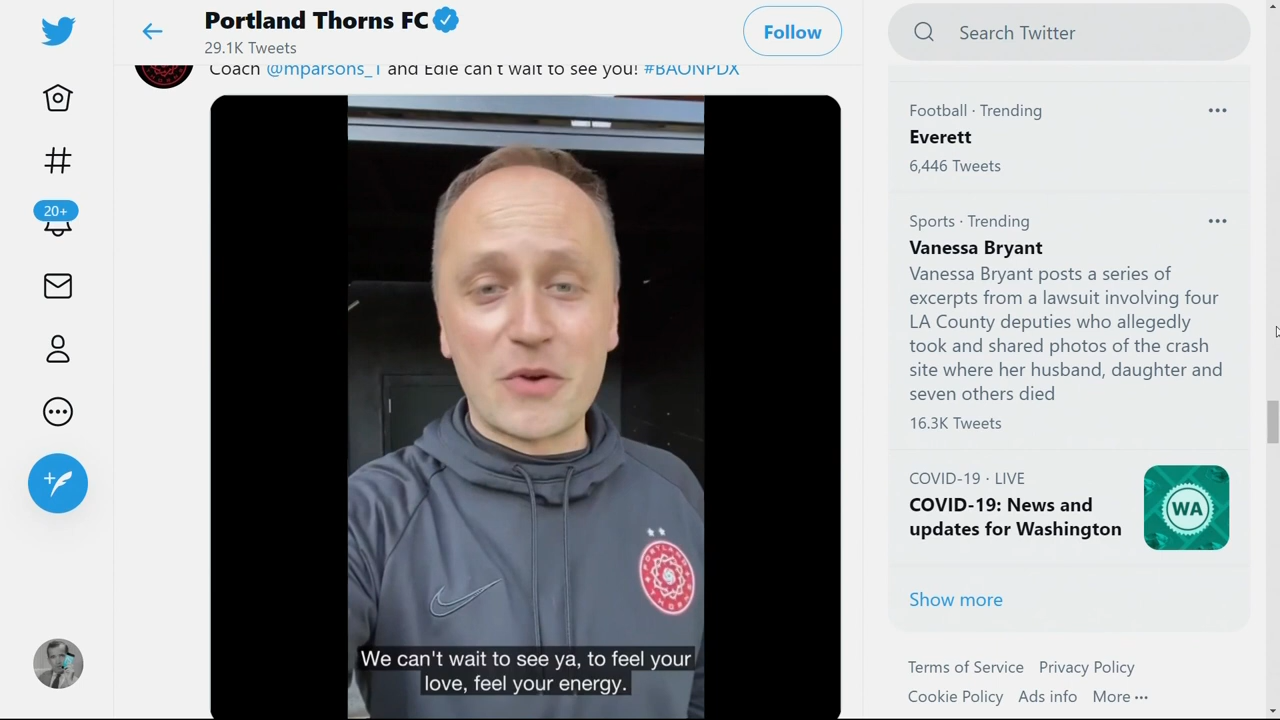 Portland Thorns FC
29.1K Tweets
Follow
Search Twitter
Coach @mparsons_1 and Edie can't wait to see you! #BAONPDX
20+
PORTLAND
THORNS
We can't wait to see ya, to feel your
love, feel your energy.
Football · Trending
Everett
6,446 Tweets
Sports · Trending
Vanessa Bryant
Vanessa Bryant posts a series of
excerpts from a lawsuit involving four
LA County deputies who allegedly
took and shared photos of the crash
site where her husband, daughter and
seven others died
16.3K Tweets
COVID-19 · LIVE
COVID-19: News and
updates for Washington
WA
Show more
Terms of Service Privacy Policy
Cookie Policy Ads info More ···